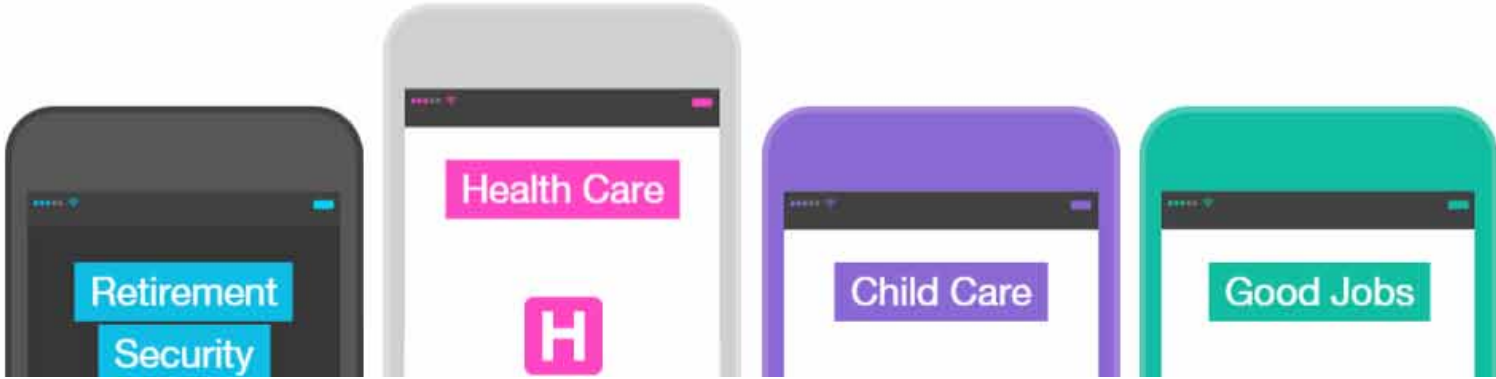 Retirement
Security
Health Care
H
Child Care
Good Jobs